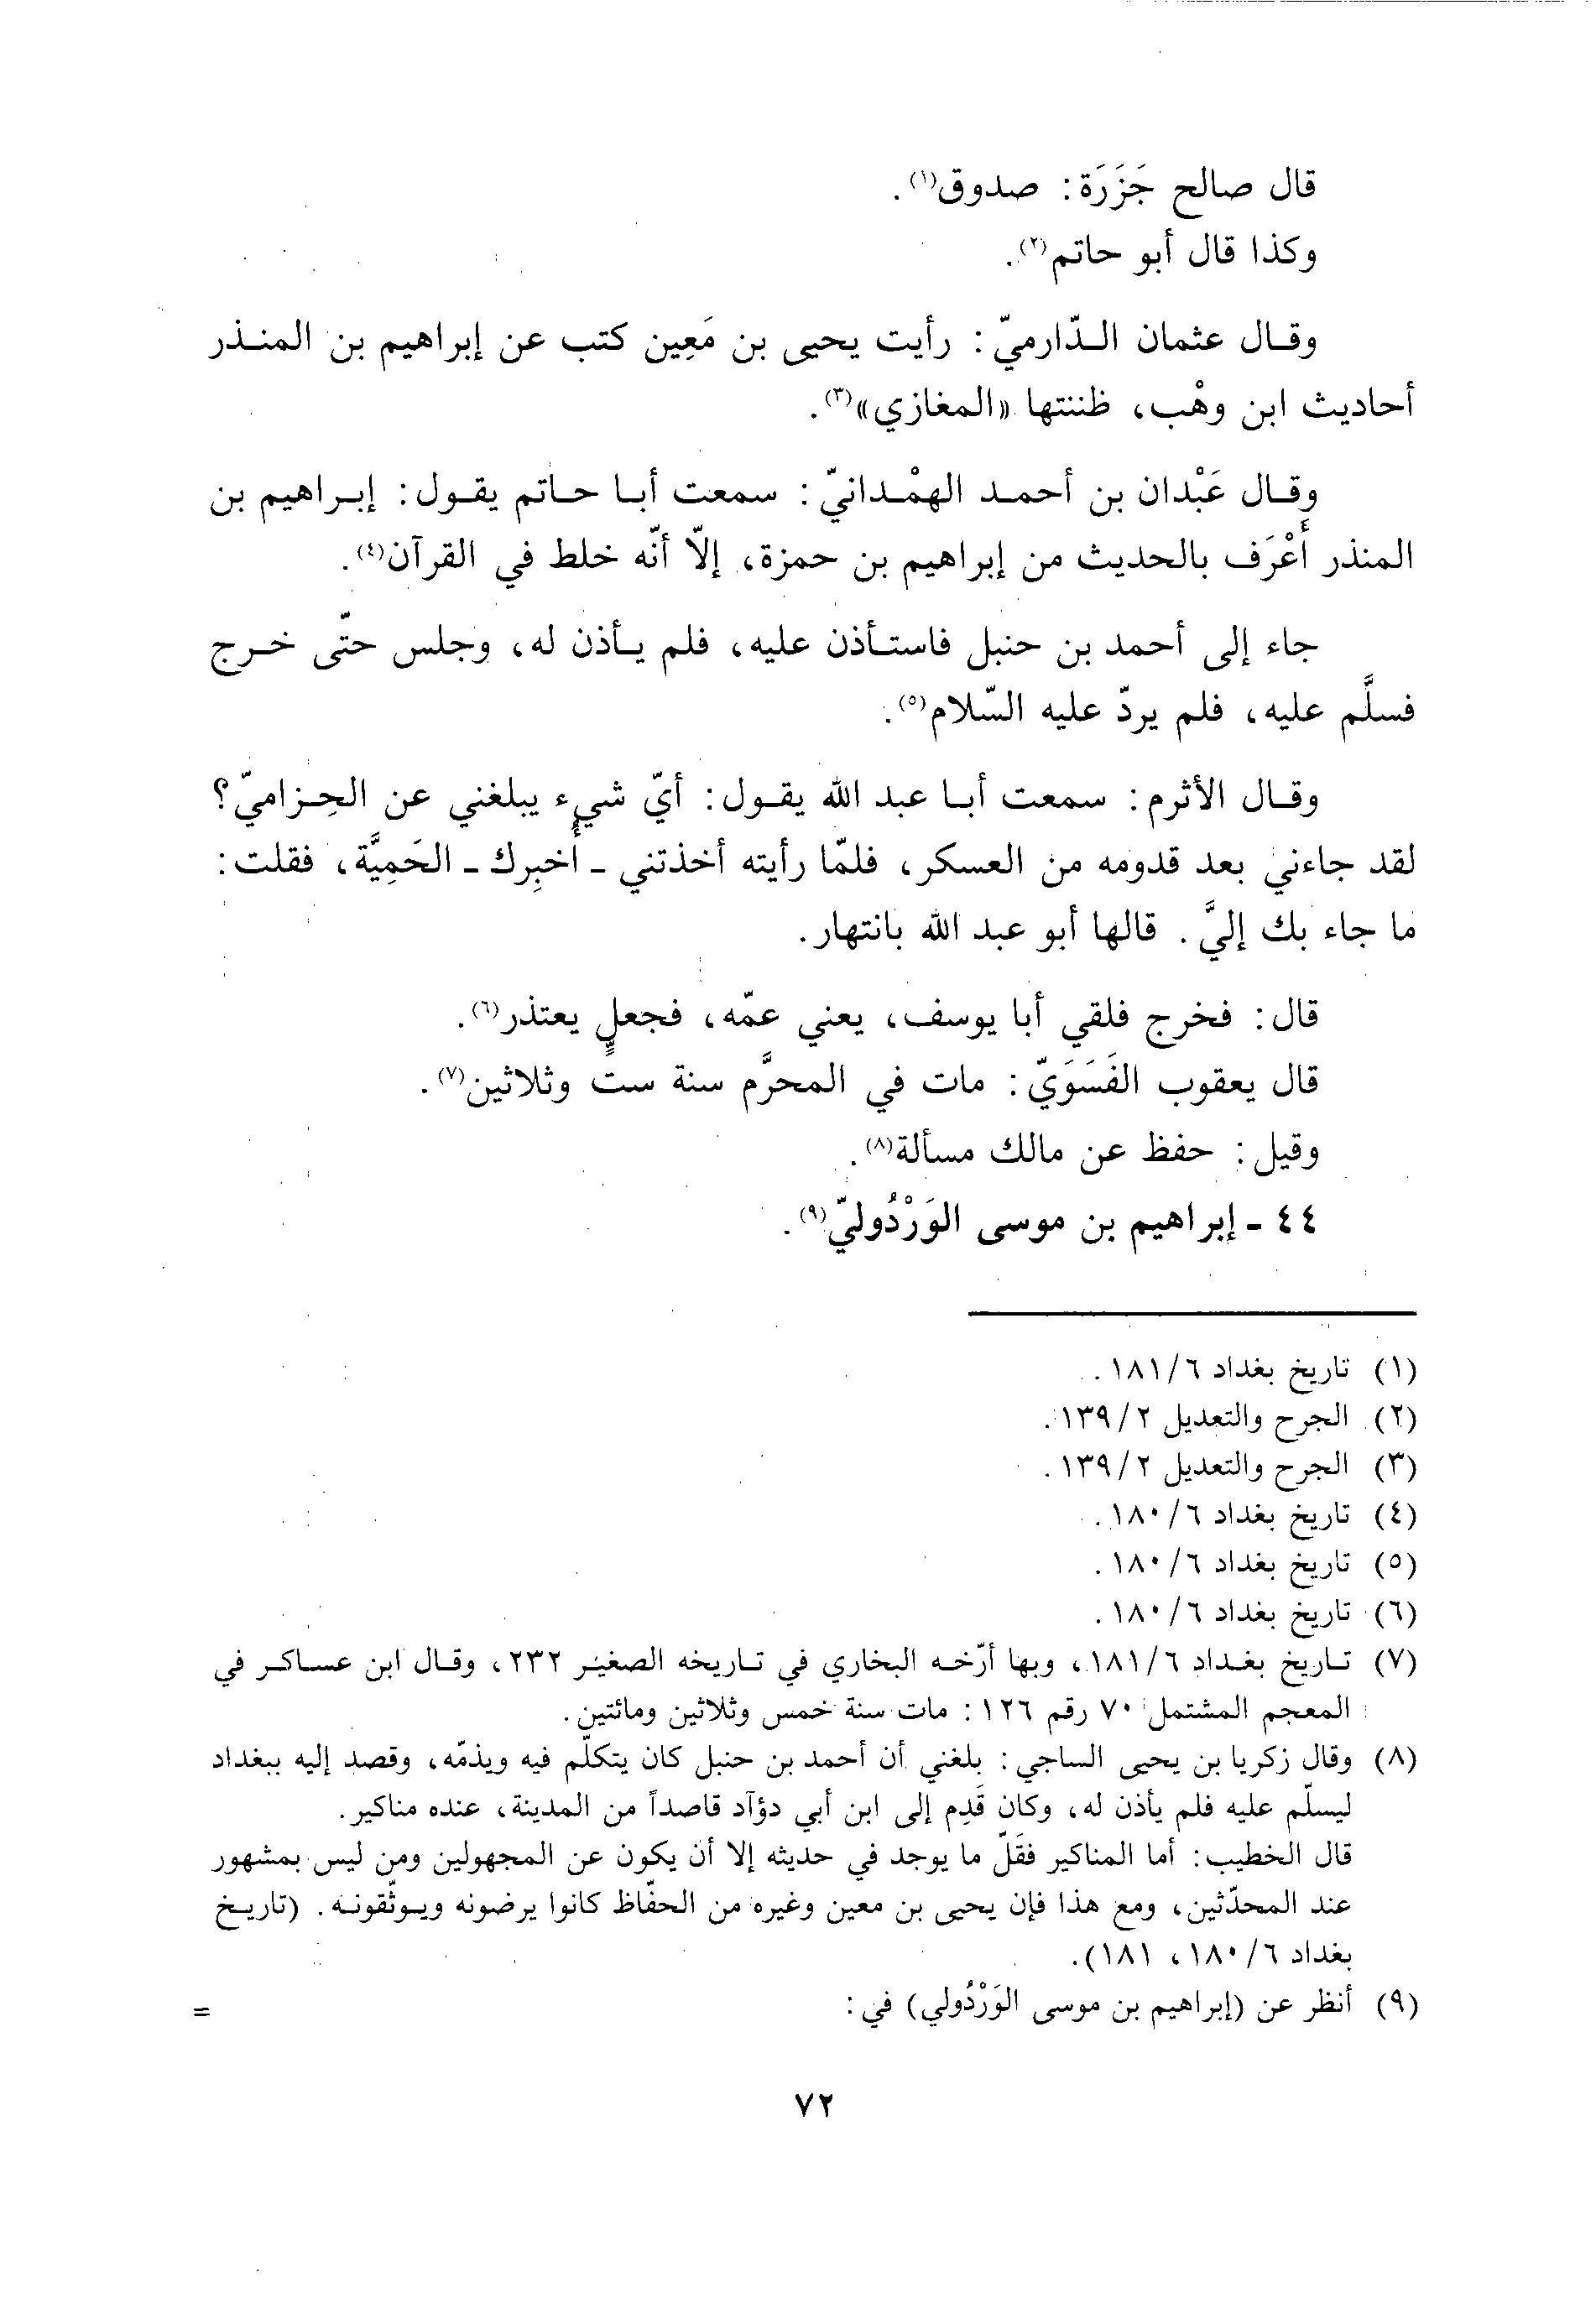 قال صالح جَزَرَة: صدوق(١).
وكذا قال أبو حاتم(٢).
وقال عثمان الدّارميّ: رأيت يحيى بن مَعِين كتب عن إبراهيم بن المنذر
أحاديث ابن وهْب، ظننتها «المغازي»(٣).
وقال عَبْدان بن أحمد الهمْدانيّ: سمعت أبا حاتم يقول: إبراهيم بن
المنذر أَعْرَف بالحديث من إبراهيم بن حمزة، إلاّ أنّه خلط في القرآن(٤).
جاء إلى أحمد بن حنبل فاستأذن عليه، فلم يأذن له، وجلس حتّى خرج
فسلَّم عليه، فلم يردّ عليه السّلام(٥).
وقال الأثرم: سمعت أبا عبد الله يقول: أيّ شيء يبلغني عن الحِزاميّ؟
لقد جاءني بعد قدومه من العسكر، فلمّا رأيته أخذتني - أُخبِرك - الحَمِيَّة، فقلت:
ما جاء بك إليَّ. قالها أبو عبد الله بانتهار.
قال: فخرج فلقي أبا يوسف، يعني عمّه، فجعل يعتذر(٦).
قال يعقوب الفَسَوَيّ: مات في المحرَّم سنة ستٍّ وثلاثين(٧).
وقيل: حفظ عن مالك مسألة(٨).
٤٤ - إبراهيم بن موسى الوَرْدُوليّ(٩).
(١) تاريخ بغداد ٦/١٨١.
(٢) الجرح والتعديل ٢/١٣٩.
(٣) الجرح والتعديل ٢/١٣٩.
(٤) تاريخ بغداد ٦/١٨٠.
(٥) تاريخ بغداد ٦/١٨٠.
(٦) تاريخ بغداد ٦/١٨٠.
(٧) تاريخ بغداد ٦/١٨١، وبها أرّخه البخاري في تاريخه الصغير ٢٣٢، وقال ابن عساكر في
المعجم المشتمل ٧٠ رقم ١٢٦: مات سنة خمس وثلاثين ومائتين.
(٨) وقال زكريا بن يحيى الساجي: بلغني أن أحمد بن حنبل كان يتكلّم فيه ويذمّه، وقصد إليه ببغداد
ليسلّم عليه فلم يأذن له، وكان قَدِم إلى ابن أبي دؤآد قاصداً من المدينة، عنده مناكير.
قال الخطيب: أما المناكير فقَلّ ما يوجد في حديثه إلا أن يكون عن المجهولين ومن ليس بمشهور
عند المحدّثين، ومع هذا فإن يحيى بن معين وغيره من الحفّاظ كانوا يرضونه ويوثّقونه. (تاريخ
بغداد ٦/١٨٠، ١٨١).
(٩) أنظر عن (إبراهيم بن موسى الوَرْدُولي) في: =
٧٢